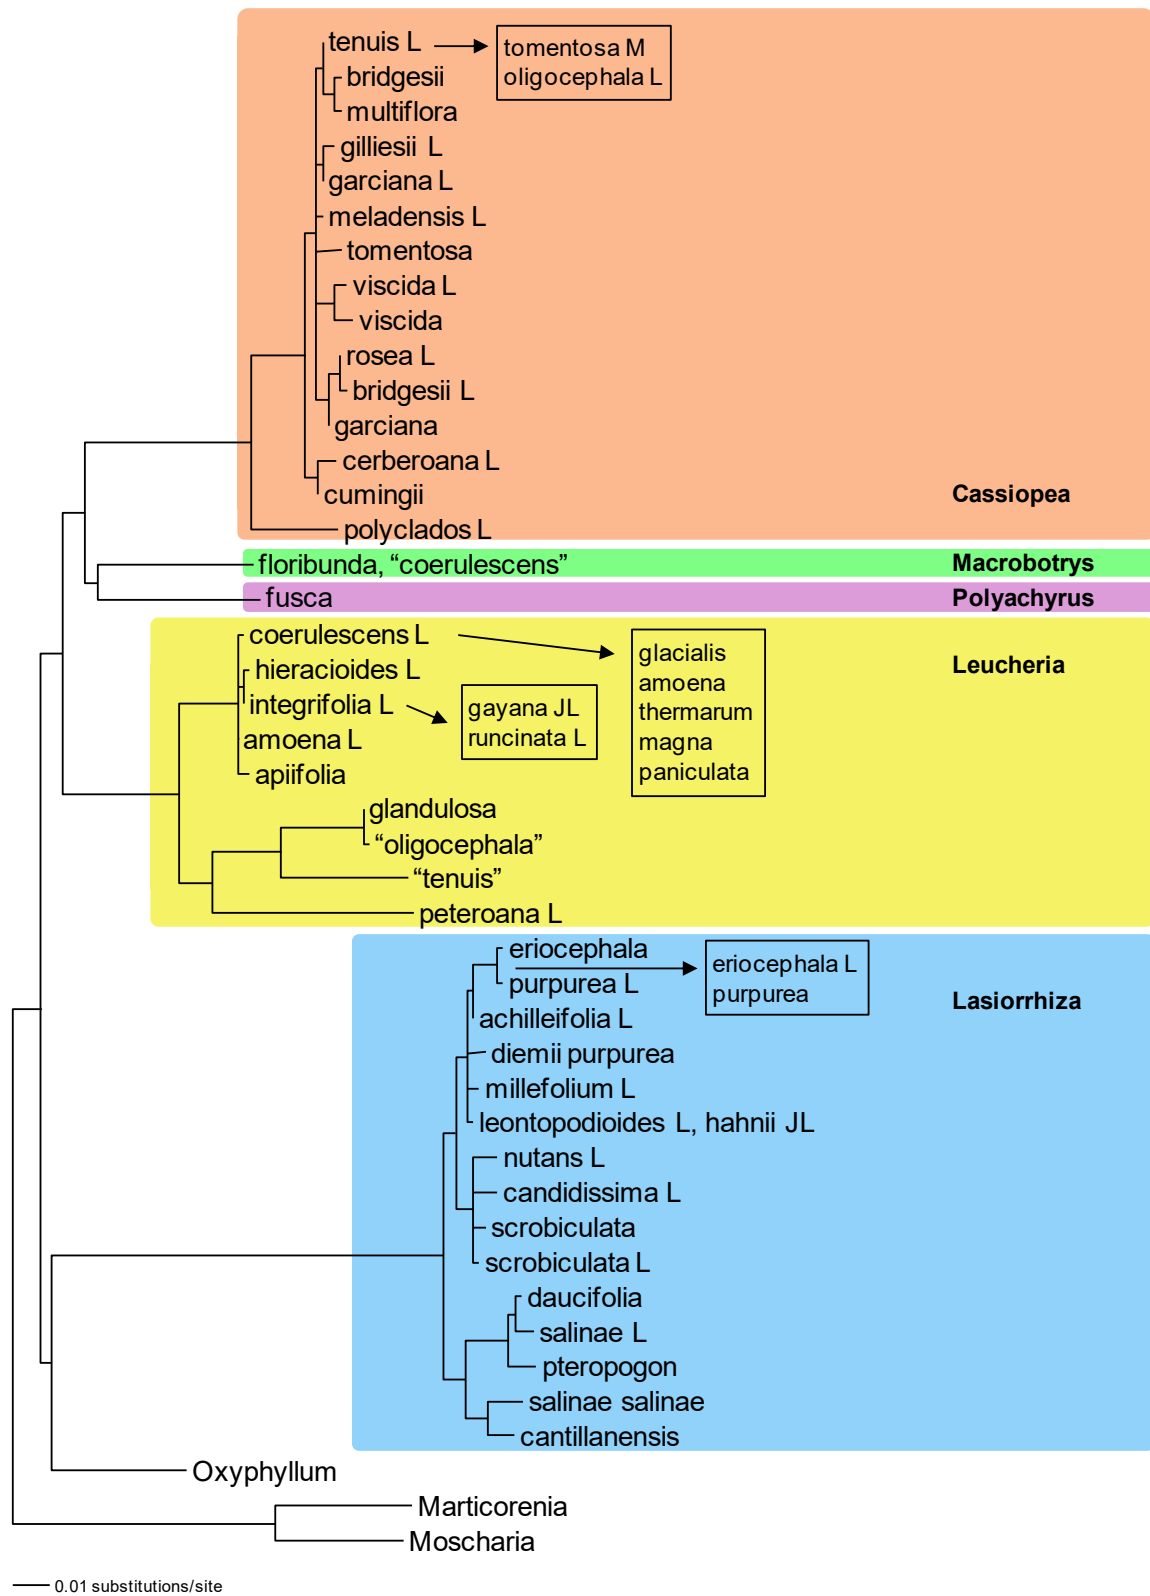 tenuis L
tomentosa M
oligocephala L
bridgesii
multiflora
gilliesii L
garciana L
meladensis L
tomentosa
viscida L
viscida
rosea L
bridgesii L
garciana
cerberoana L
cumingii
Cassiopea
polyclados L
floribunda, “coerulescens”
Macrobotrys
fusca
Polyachyrus
coerulescens L
glacialis
amoena
thermarum
magna
paniculata
Leucheria
hieracioides L
integrifolia L
gayana JL
runcinata L
amoena L
apiifolia
glandulosa
“oligocephala”
“tenuis”
peteroana L
eriocephala
eriocephala L
purpurea
purpurea L
Lasiorrhiza
achilleifolia L
diemii purpurea
millefolium L
leontopodioides L, hahnii JL
nutans L
candidissima L
scrobiculata
scrobiculata L
daucifolia
salinae L
pteropogon
salinae salinae
cantillanensis
Oxyphyllum
Marticorenia
Moscharia
0.01 substitutions/site